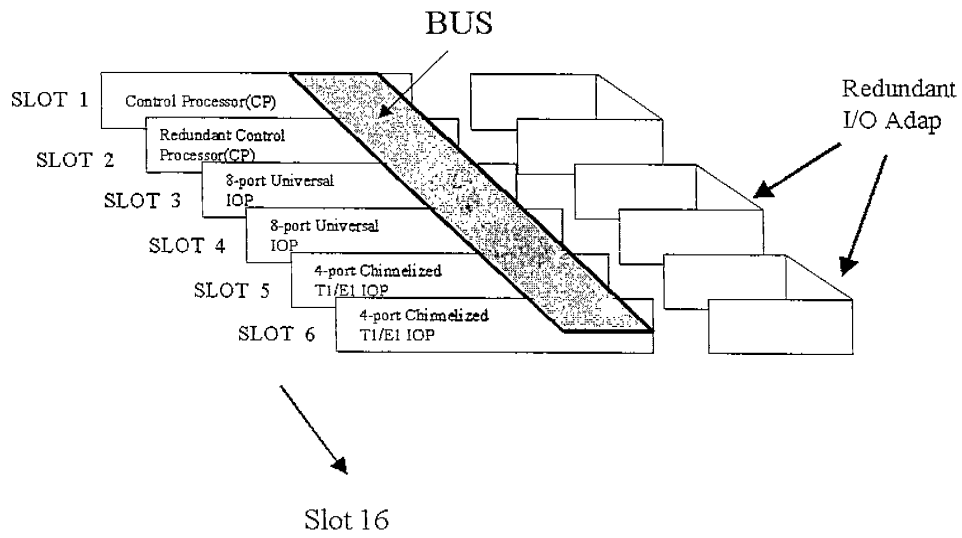 BUS
SLOT 1
Control Processor(CP)
Redundant
I/O Adap
SLOT 2
Redundant Control
Processor(CP)
SLOT 3
8-port Universal
IOP
SLOT 4
8-port Universal
IOP
SLOT 5
4-port Chinnelized
T1/E1 IOP
SLOT 6
4-port Chinnelized
T1/E1 IOP
Slot 16